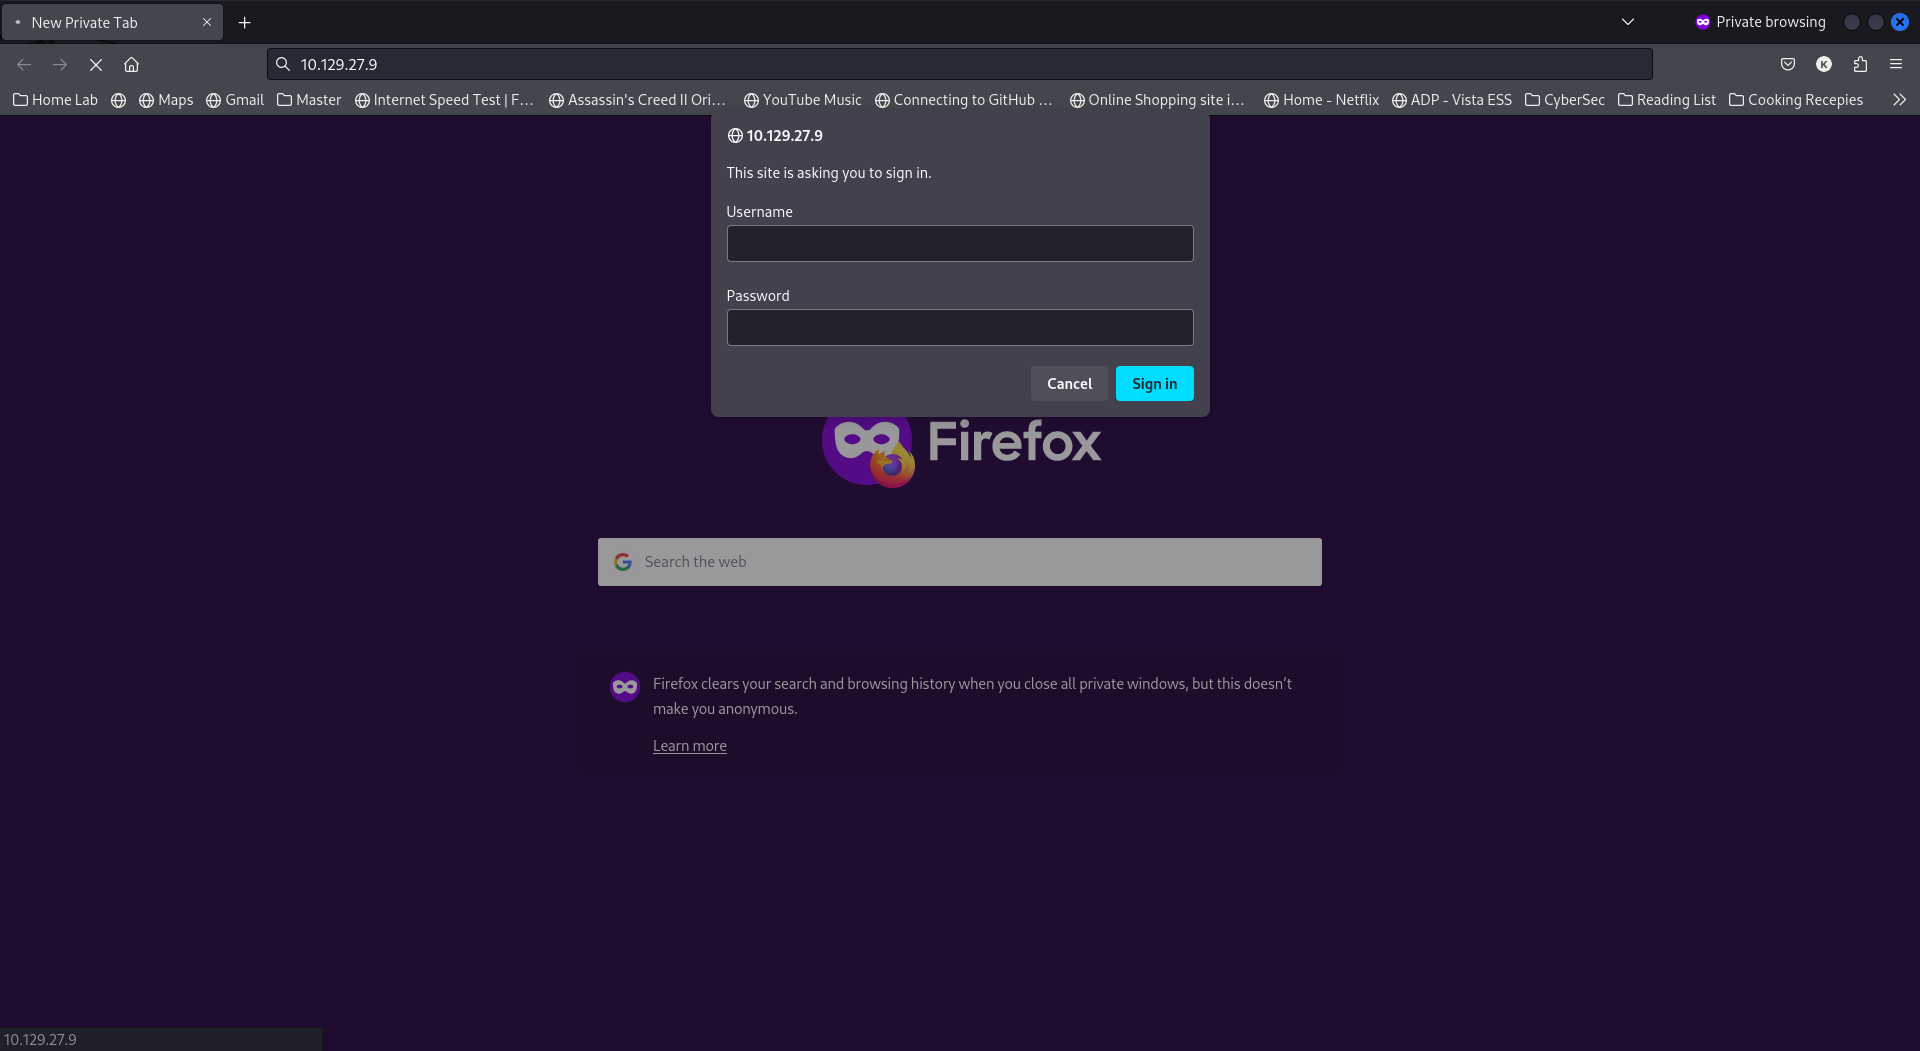 New Private Tab
Private browsing
10.129.27.9
K
Home Lab Maps Gmail Master Internet Speed Test | F… Assassin's Creed II Ori… YouTube Music Connecting to GitHub … Online Shopping site i… Home - Netflix ADP - Vista ESS CyberSec Reading List Cooking Recepies
10.129.27.9
This site is asking you to sign in.
Username
Password
Cancel Sign in
Firefox
Search the web
Firefox clears your search and browsing history when you close all private windows, but this doesn’t
make you anonymous.
Learn more
10.129.27.9